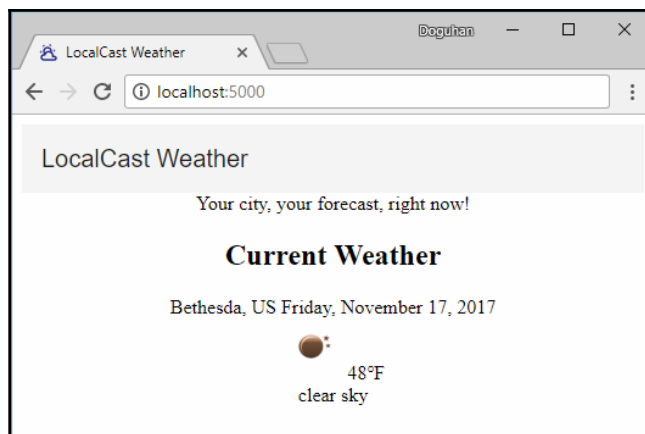 Doguhan
LocalCast Weather
localhost:5000
LocalCast Weather
Your city, your forecast, right now!
Current Weather
Bethesda, US Friday, November 17, 2017
48°F
clear sky